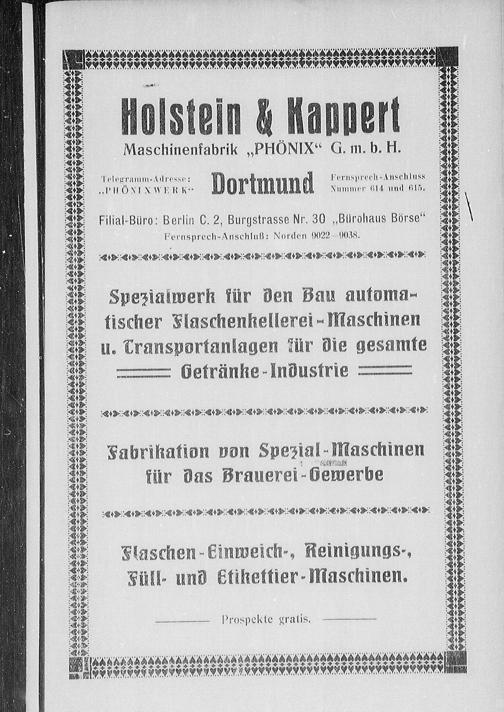 Holstein & Kappert
Maschinenfabrik „PHÖNIX“ G. m. b. H.
Telegramm-Adresse:
„PHÖNIXWERK“
Dortmund
Fernsprech-Anschluss
Nummer 614 und 615.
Filial-Büro: Berlin C. 2, Burgstrasse Nr. 30 „Bürohaus Börse“
Fernsprech-Anschluß: Norden 9022—9038.
Spezialwerk für den Bau automa-
tischer Flaschenkellerei-Maschinen
u. Transportanlagen für die gesamte
Getränke-Industrie
Fabrikation von Spezial-Maschinen
für das Brauerei-Gewerbe
Flaschen-Einweich-, Reinigungs-,
Füll- und Etikettier-Maschinen.
Prospekte gratis.